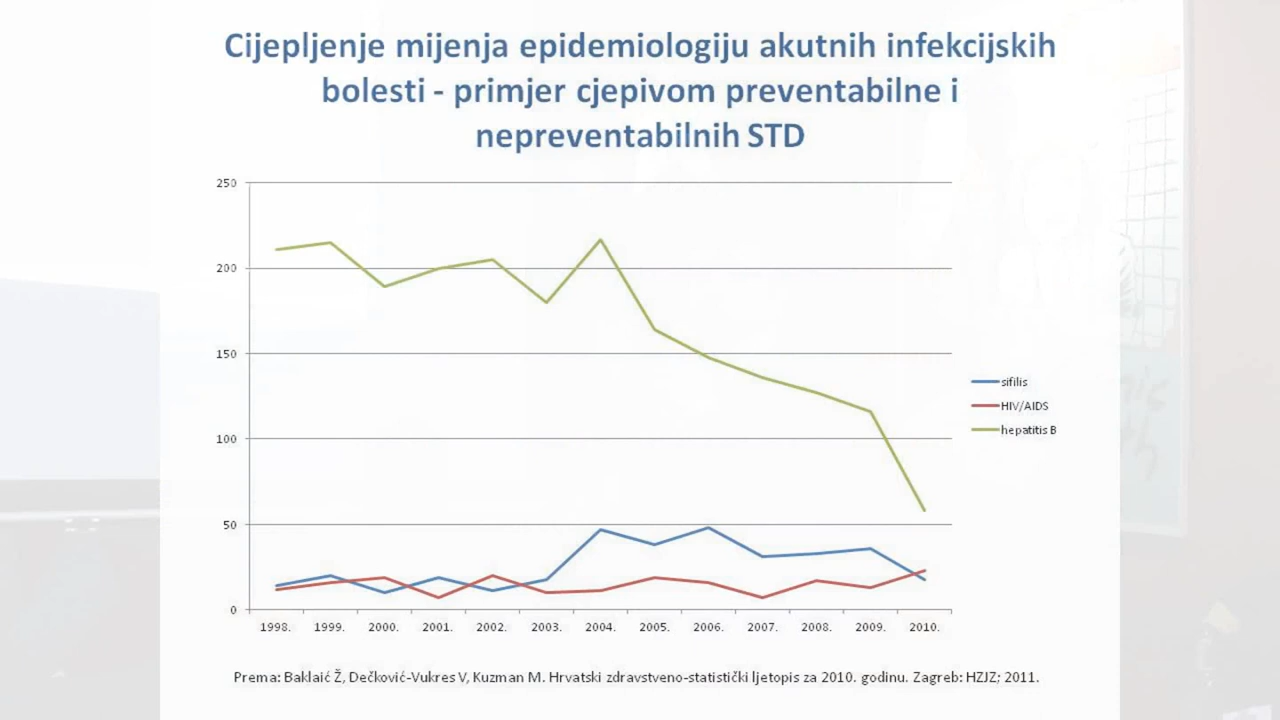 Cijepljenje mijenja epidemiologiju akutnih infekcijskih
bolesti - primjer cjepivom preventabilne i
nepreventabilnih STD
250
200
150
100
50
0
1998. 1999. 2000. 2001. 2002. 2003. 2004. 2005. 2006. 2007. 2008. 2009. 2010.
sifilis
HIV/AIDS
hepatitis B
Prema: Baklaić Ž, Dečković-Vukres V, Kuzman M. Hrvatski zdravstveno-statistički ljetopis za 2010. godinu. Zagreb: HZJZ; 2011.